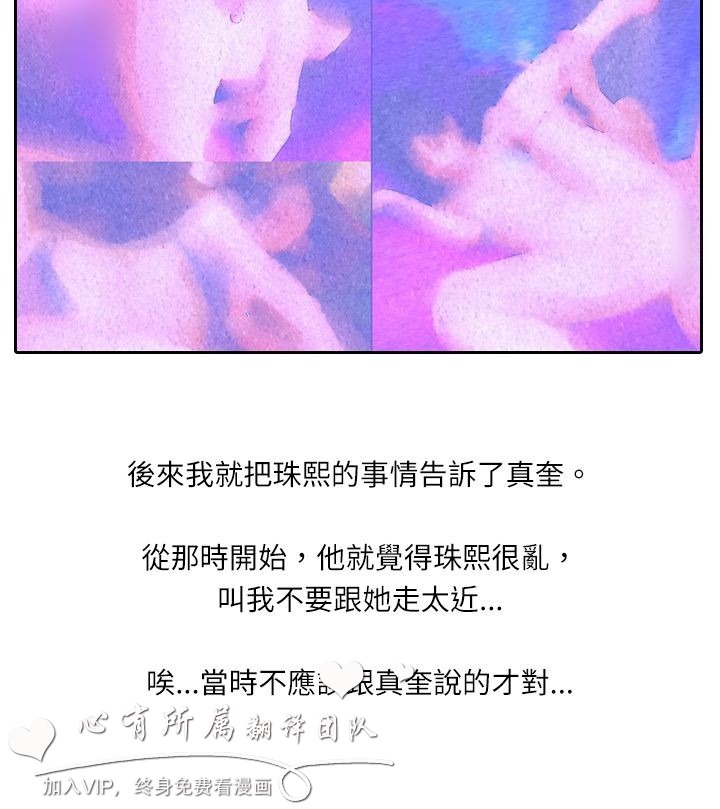 後來我就把珠熙的事情告訴了真奎。
從那時開始，他就覺得珠熙很亂，
叫我不要跟她走太近...
唉...當時不應該跟真奎說的才對...
心有所属翻译团队
加入VIP，终身免费看漫画